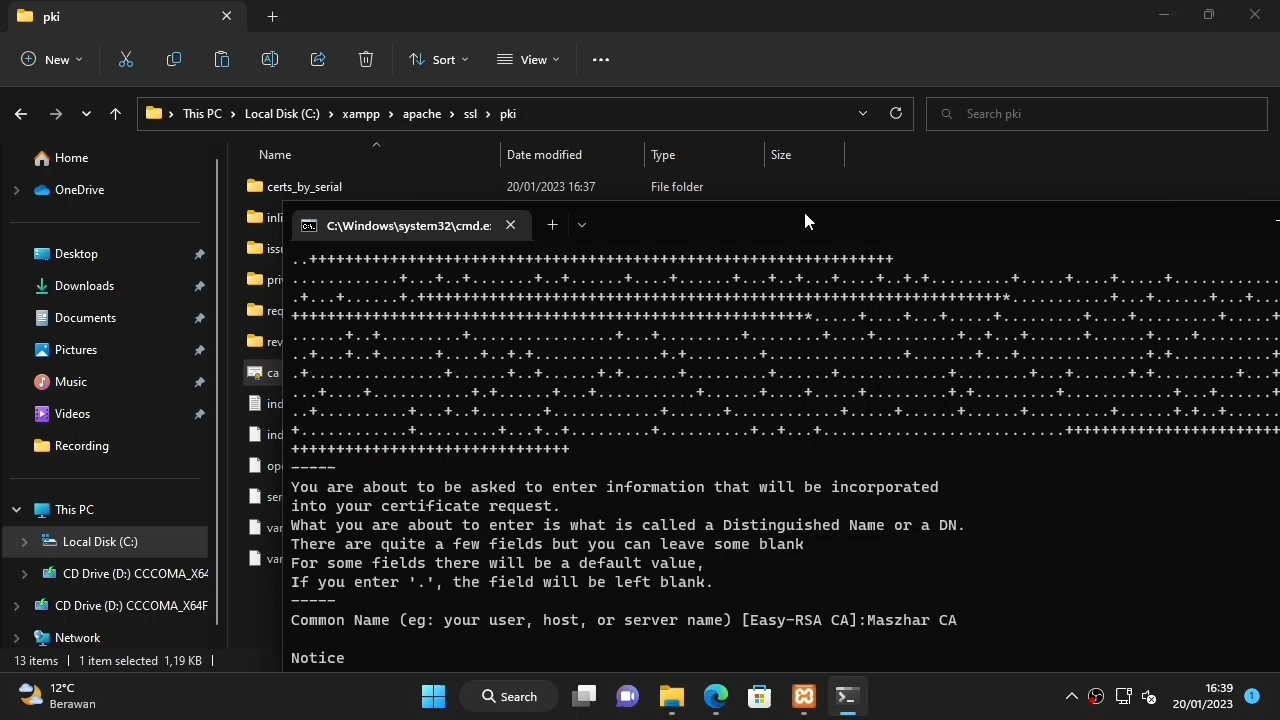 pki
New
Sort
View
This PC
Local Disk (C:)
xampp
apache
ssl
pki
Search pki
Name
Date modified
Type
Size
Home
OneDrive
Desktop
Downloads
Documents
Pictures
Music
Videos
Recording
This PC
Local Disk (C:)
CD Drive (D:) CCCOMA_X64
CD Drive (D:) CCCOMA_X64F
Network
certs_by_serial
20/01/2023 16:37
File folder
ca
C:\Windows\system32\cmd.e
-----
You are about to be asked to enter information that will be incorporated
into your certificate request.
What you are about to enter is what is called a Distinguished Name or a DN.
There are quite a few fields but you can leave some blank
For some fields there will be a default value,
If you enter '.', the field will be left blank.
-----
Common Name (eg: your user, host, or server name) [Easy-RSA CA]:Maszhar CA
Notice
13 items
1 item selected 1,19 KB
12°C
Berawan
Search
16:39
20/01/2023
1